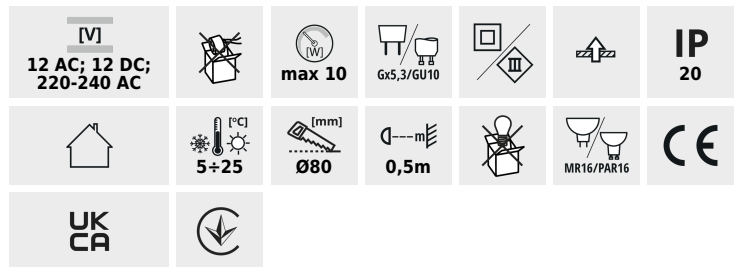 [V]
12 AC; 12 DC;
220-240 AC
[W]
max 10
Gx5,3/GU10
III
IP
20
[°C]
5÷25
[mm]
Ø80
m
0,5m
MR16/PAR16
CE
UK
CA